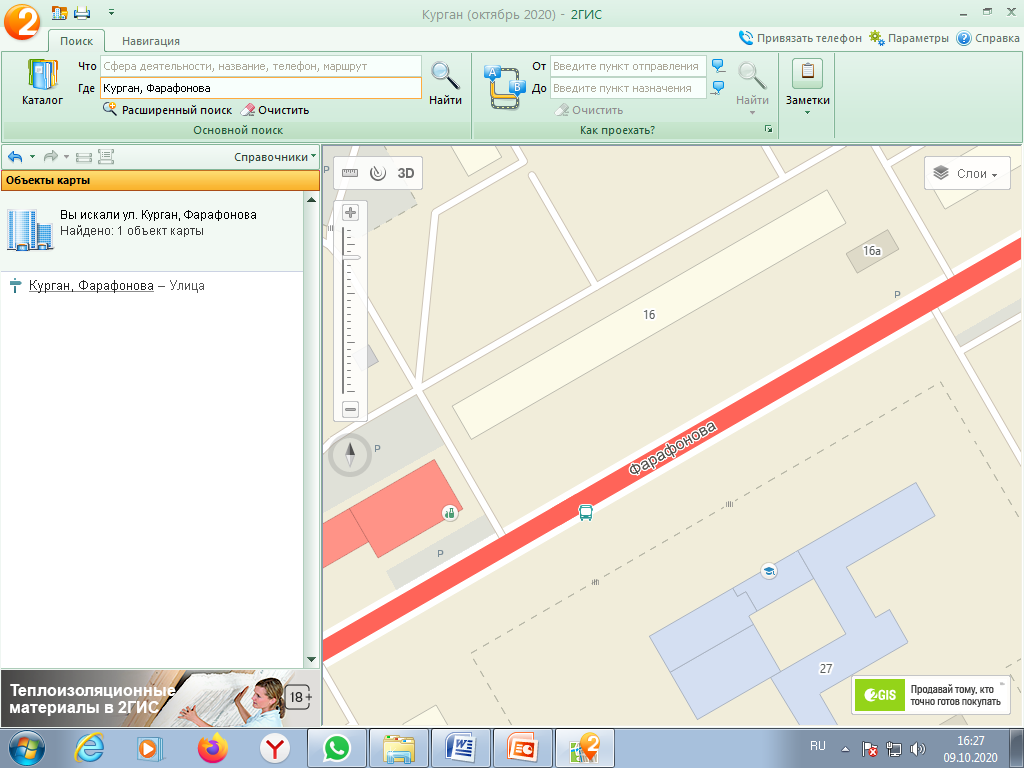 Курган (октябрь 2020) - 2ГИС
Поиск
Навигация
Привязать телефон
Параметры
Справка
Каталог
Что
Сфера деятельности, название, телефон, маршрут
Где
Курган, Фарафонова
Расширенный поиск
Очистить
Найти
Основной поиск
A
B
От
Введите пункт отправления
До
Введите пункт назначения
Очистить
Найти
Как проехать?
Заметки
Справочники
Объекты карты
Вы искали ул. Курган, Фарафонова
Найдено: 1 объект карты
Курган, Фарафонова – Улица
3D
Слои
P
16а
16
P
Фарафонова
P
P
27
2GIS
Продавай тому, кто
точно готов покупать
Теплоизоляционные
материалы в 2ГИС
18+
RU
16:27
09.10.2020